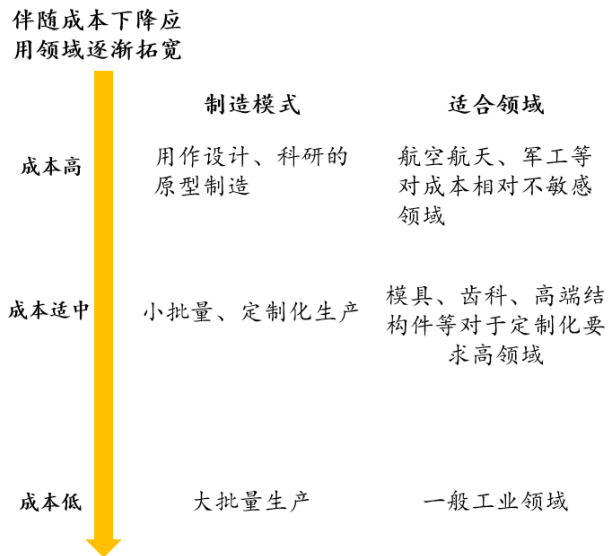 伴随成本下降应
用领域逐渐拓宽
制造模式
适合领域
成本高
用作设计、科研的
原型制造
航空航天、军工等
对成本相对不敏感
领域
成本适中
小批量、定制化生产
模具、齿科、高端结
构件等对于定制化要
求高领域
成本低
大批量生产
一般工业领域